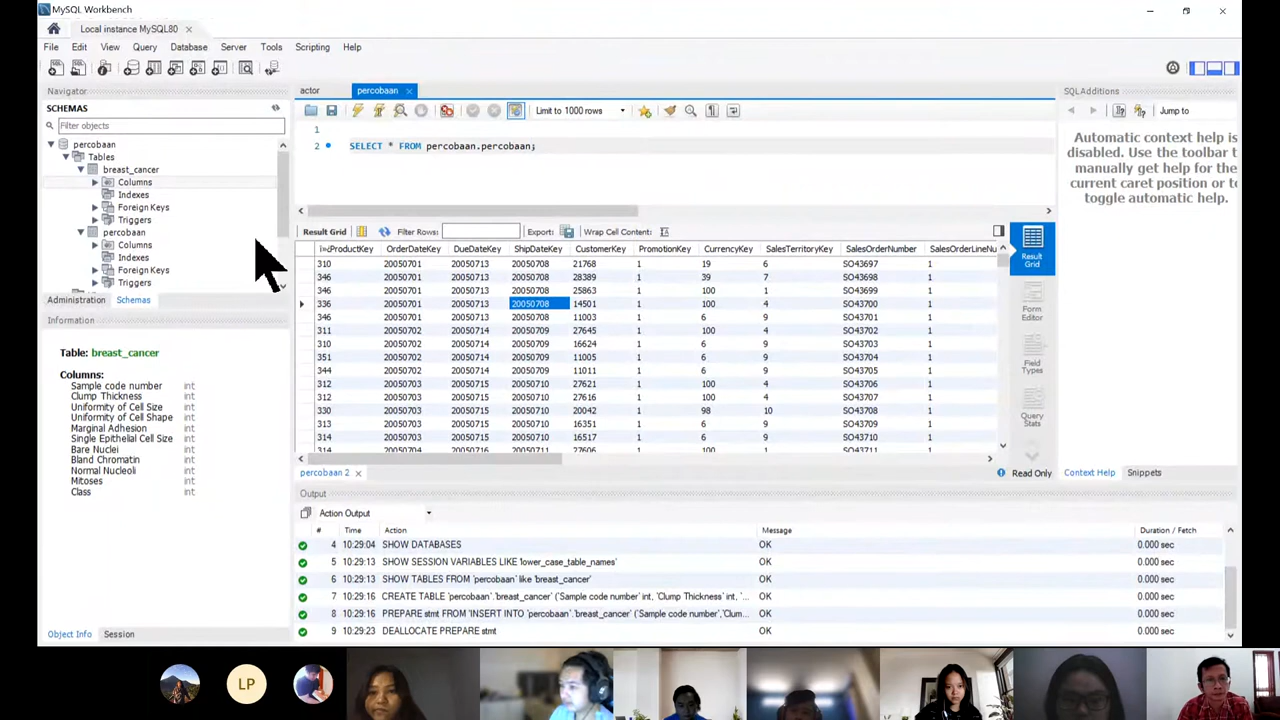 MySQL Workbench
Local instance MySQL80
File Edit View Query Database Server Tools Scripting Help
Navigator
SCHEMAS
Filter objects
percobaan
Tables
breast_cancer
Columns
Indexes
Foreign Keys
Triggers
percobaan
Columns
Indexes
Foreign Keys
Triggers
Administration Schemas
Information
Table: breast_cancer
Columns:
Sample code number int
Clump Thickness int
Uniformity of Cell Size int
Uniformity of Cell Shape int
Marginal Adhesion int
Single Epithelial Cell Size int
Bare Nuclei int
Bland Chromatin int
Normal Nucleoli int
Mitoses int
Class int
Object Info Session
actor percobaan
Limit to 1000 rows
1
2 SELECT * FROM percobaan.percobaan;
Result Grid Filter Rows: Export: Wrap Cell Content:
ProductKey OrderDateKey DueDateKey ShipDateKey CustomerKey PromotionKey CurrencyKey SalesTerritoryKey SalesOrderNumber SalesOrderLineNu
310 20050701 20050713 20050708 21768 1 19 6 SO43697 1
346 20050701 20050713 20050708 28389 1 39 7 SO43698 1
346 20050701 20050713 20050708 25863 1 100 1 SO43699 1
336 20050701 20050713 20050708 14501 1 100 4 SO43700 1
346 20050701 20050713 20050708 11003 1 6 9 SO43701 1
311 20050702 20050714 20050709 27645 1 100 4 SO43702 1
310 20050702 20050714 20050709 16624 1 6 9 SO43703 1
351 20050702 20050714 20050709 11005 1 6 9 SO43704 1
344 20050702 20050714 20050709 11011 1 6 9 SO43705 1
312 20050703 20050715 20050710 27621 1 100 4 SO43706 1
312 20050703 20050715 20050710 27616 1 100 4 SO43707 1
330 20050703 20050715 20050710 20042 1 98 10 SO43708 1
313 20050703 20050715 20050710 16351 1 6 9 SO43709 1
314 20050703 20050715 20050710 16517 1 6 9 SO43710 1
314 20050704 20050716 20050711 27606 1 100 1 SO43711 1
percobaan 2
Read Only
Result Grid
Form Editor
Field Types
Query Stats
SQLAdditions
Jump to
Automatic context help is
disabled. Use the toolbar t
manually get help for the
current caret position or to
toggle automatic help.
Context Help Snippets
Output
Action Output
# Time Action Message Duration / Fetch
4 10:29:04 SHOW DATABASES OK 0.000 sec
5 10:29:13 SHOW SESSION VARIABLES LIKE 'lower_case_table_names' OK 0.000 sec
6 10:29:13 SHOW TABLES FROM `percobaan` like 'breast_cancer' OK 0.000 sec
7 10:29:16 CREATE TABLE `percobaan`.`breast_cancer` (`Sample code number` int, `Clump Thickness` int, `... OK 0.000 sec
8 10:29:16 PREPARE stmt FROM 'INSERT INTO `percobaan`.`breast_cancer` (`Sample code number`,`Clum... OK 0.000 sec
9 10:29:23 DEALLOCATE PREPARE stmt OK 0.000 sec
LP